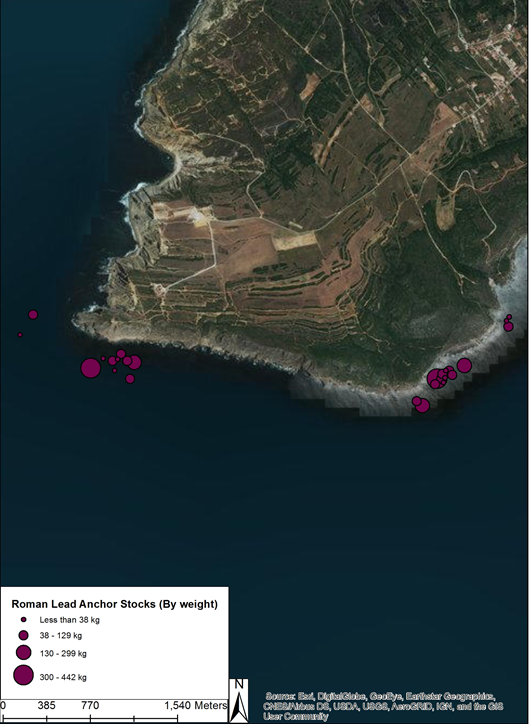 Roman Lead Anchor Stocks (By weight)
Less than 38 kg
38 - 129 kg
130 - 299 kg
300 - 442 kg
0 385 770 1,540 Meters
N
Source: Esri, DigitalGlobe, GeoEye, Earthstar Geographics,
CNES/Airbus DS, USDA, USGS, AeroGRID, IGN, and the GIS
User Community